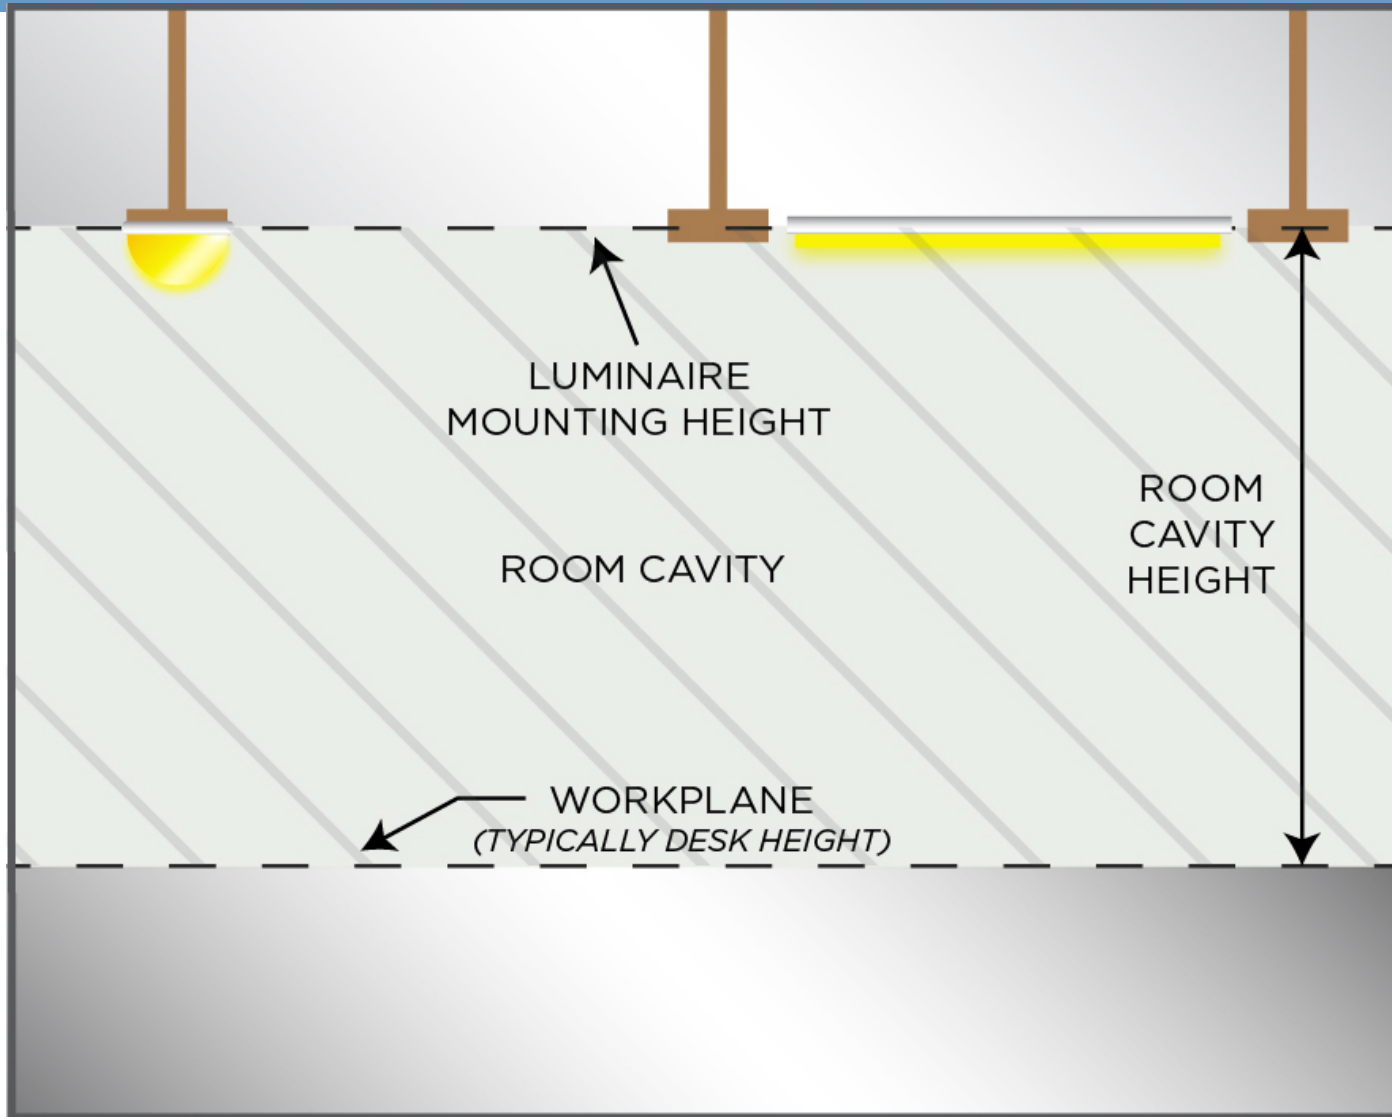 LUMINAIRE
MOUNTING HEIGHT
ROOM
CAVITY
HEIGHT
ROOM CAVITY
WORKPLANE
(TYPICALLY DESK HEIGHT)